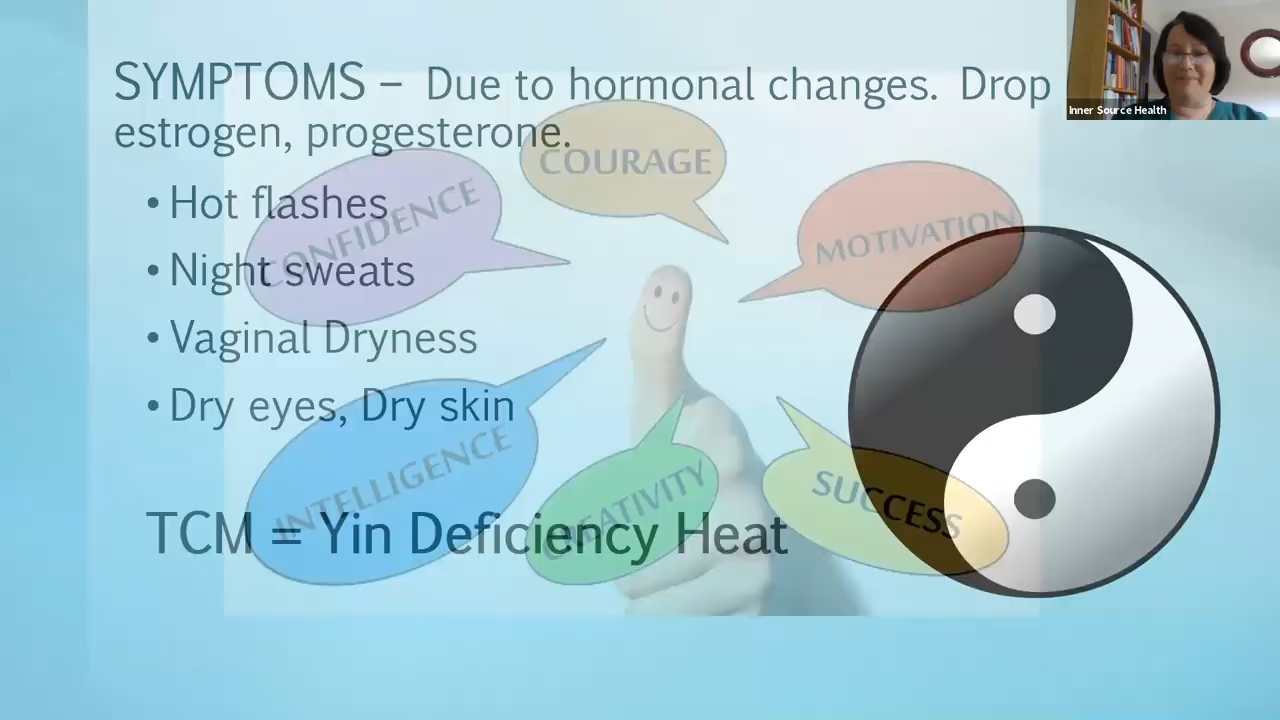 SYMPTOMS – Due to hormonal changes. Drop
estrogen, progesterone.
• Hot flashes
• Night sweats
• Vaginal Dryness
• Dry eyes, Dry skin
TCM = Yin Deficiency Heat
CONFIDENCE
COURAGE
MOTIVATION
INTELLIGENCE
CREATIVITY
SUCCESS
Inner Source Health